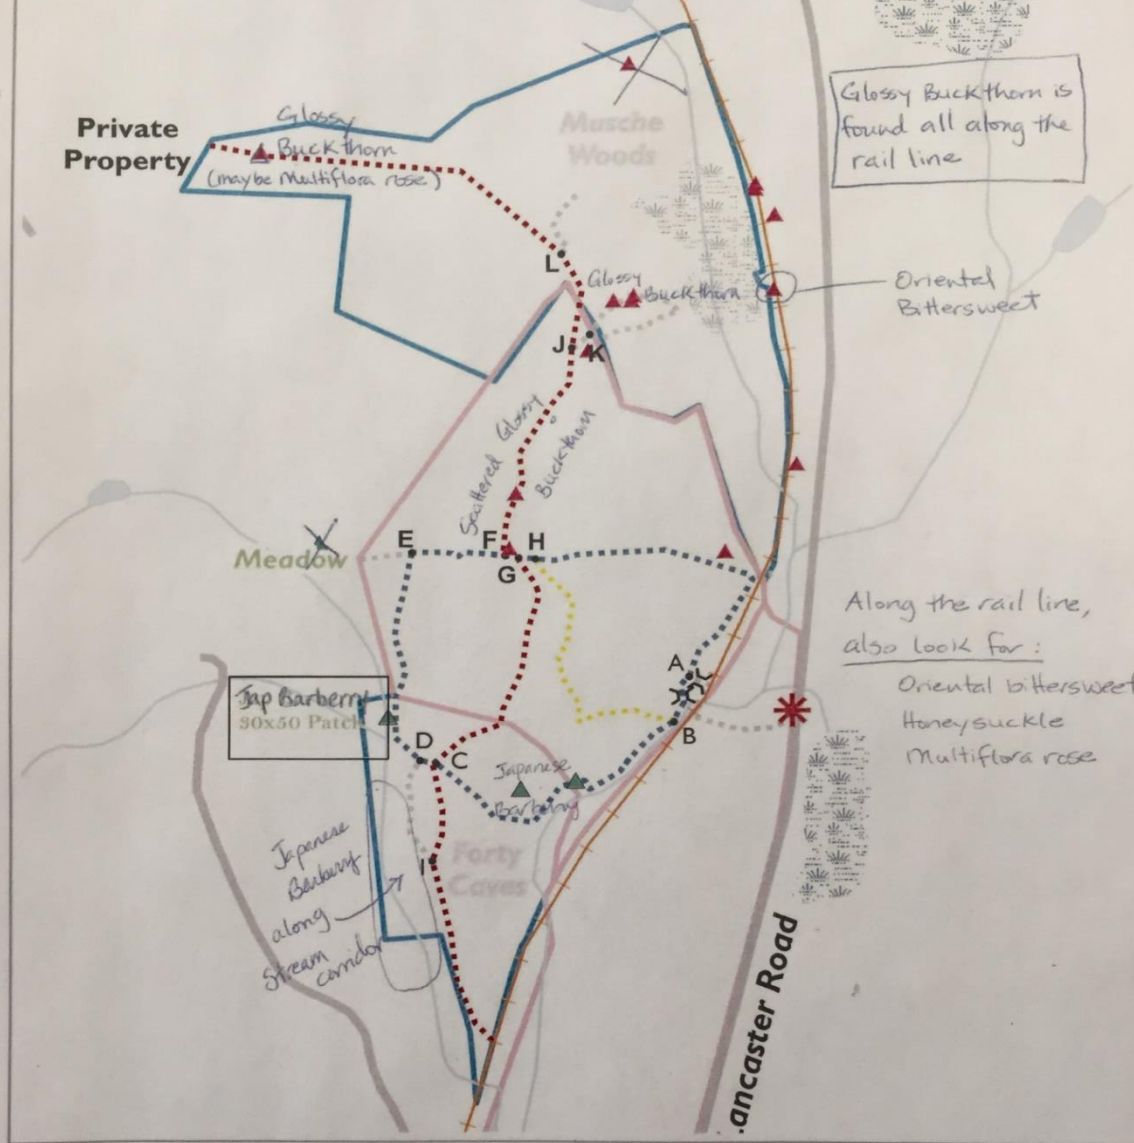 Glossy Buckthorn is
found all along the
rail line
Private
Property
Glossy
Buckthorn
(maybe Multiflora rose)
Musche
Woods
L
Glossy
Buckthorn
Oriental
Bittersweet
J
K
Scattered Glossy
Buckthorn
Meadow
E
F
H
G
Along the rail line,
also look for:
Oriental bittersweet
Honeysuckle
Multiflora rose
A
B
Jap Barberry
30x50 Patch
D
C
Japanese
Barberry
I
Forty
Caves
Japanese
Barberry
along
Stream
corridor
ancaster Road